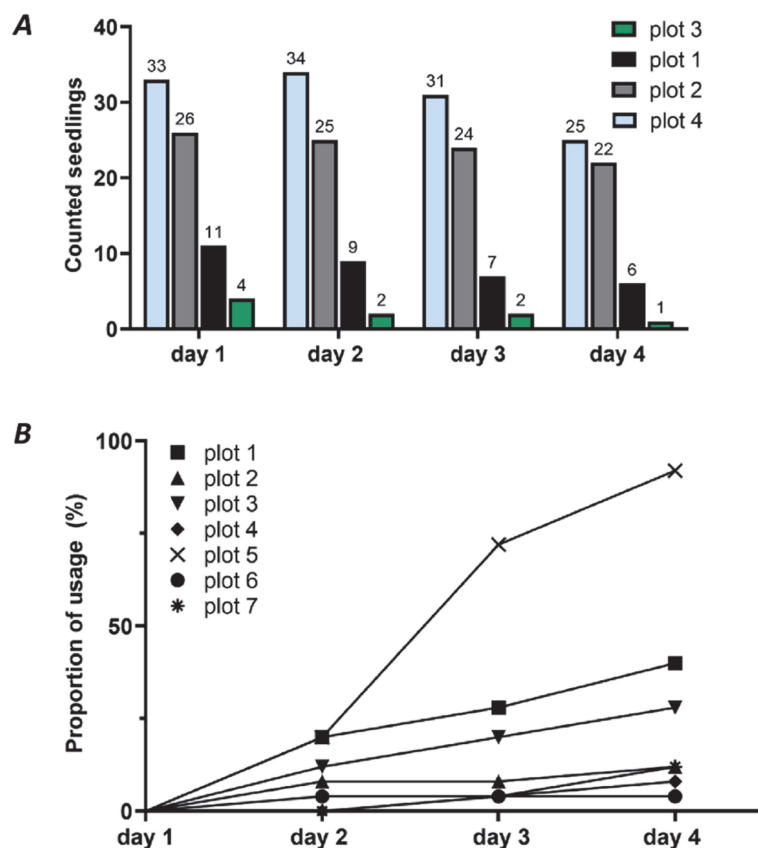 A
40
30
20
10
0
Counted seedlings
33
26
11
4
34
25
9
2
31
24
7
2
25
22
6
1
day 1
day 2
day 3
day 4
plot 3
plot 1
plot 2
plot 4
B
100
50
0
Proportion of usage (%)
plot 1
plot 2
plot 3
plot 4
plot 5
plot 6
plot 7
day 1
day 2
day 3
day 4